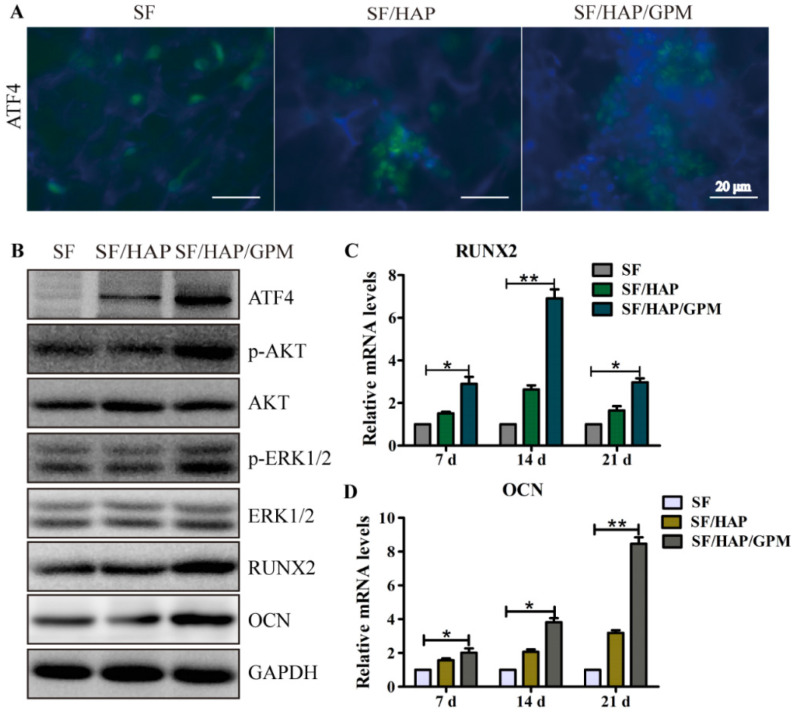 A
SF
SF/HAP
SF/HAP/GPM
ATF4
20 µm
B
SF SF/HAP SF/HAP/GPM
ATF4
p-AKT
AKT
p-ERK1/2
ERK1/2
RUNX2
OCN
GAPDH
C
RUNX2
SF
SF/HAP
SF/HAP/GPM
Relative mRNA levels
8
6
4
2
0
*
**
*
7 d
14 d
21 d
D
OCN
SF
SF/HAP
SF/HAP/GPM
Relative mRNA levels
10
8
6
4
2
0
*
*
**
7 d
14 d
21 d